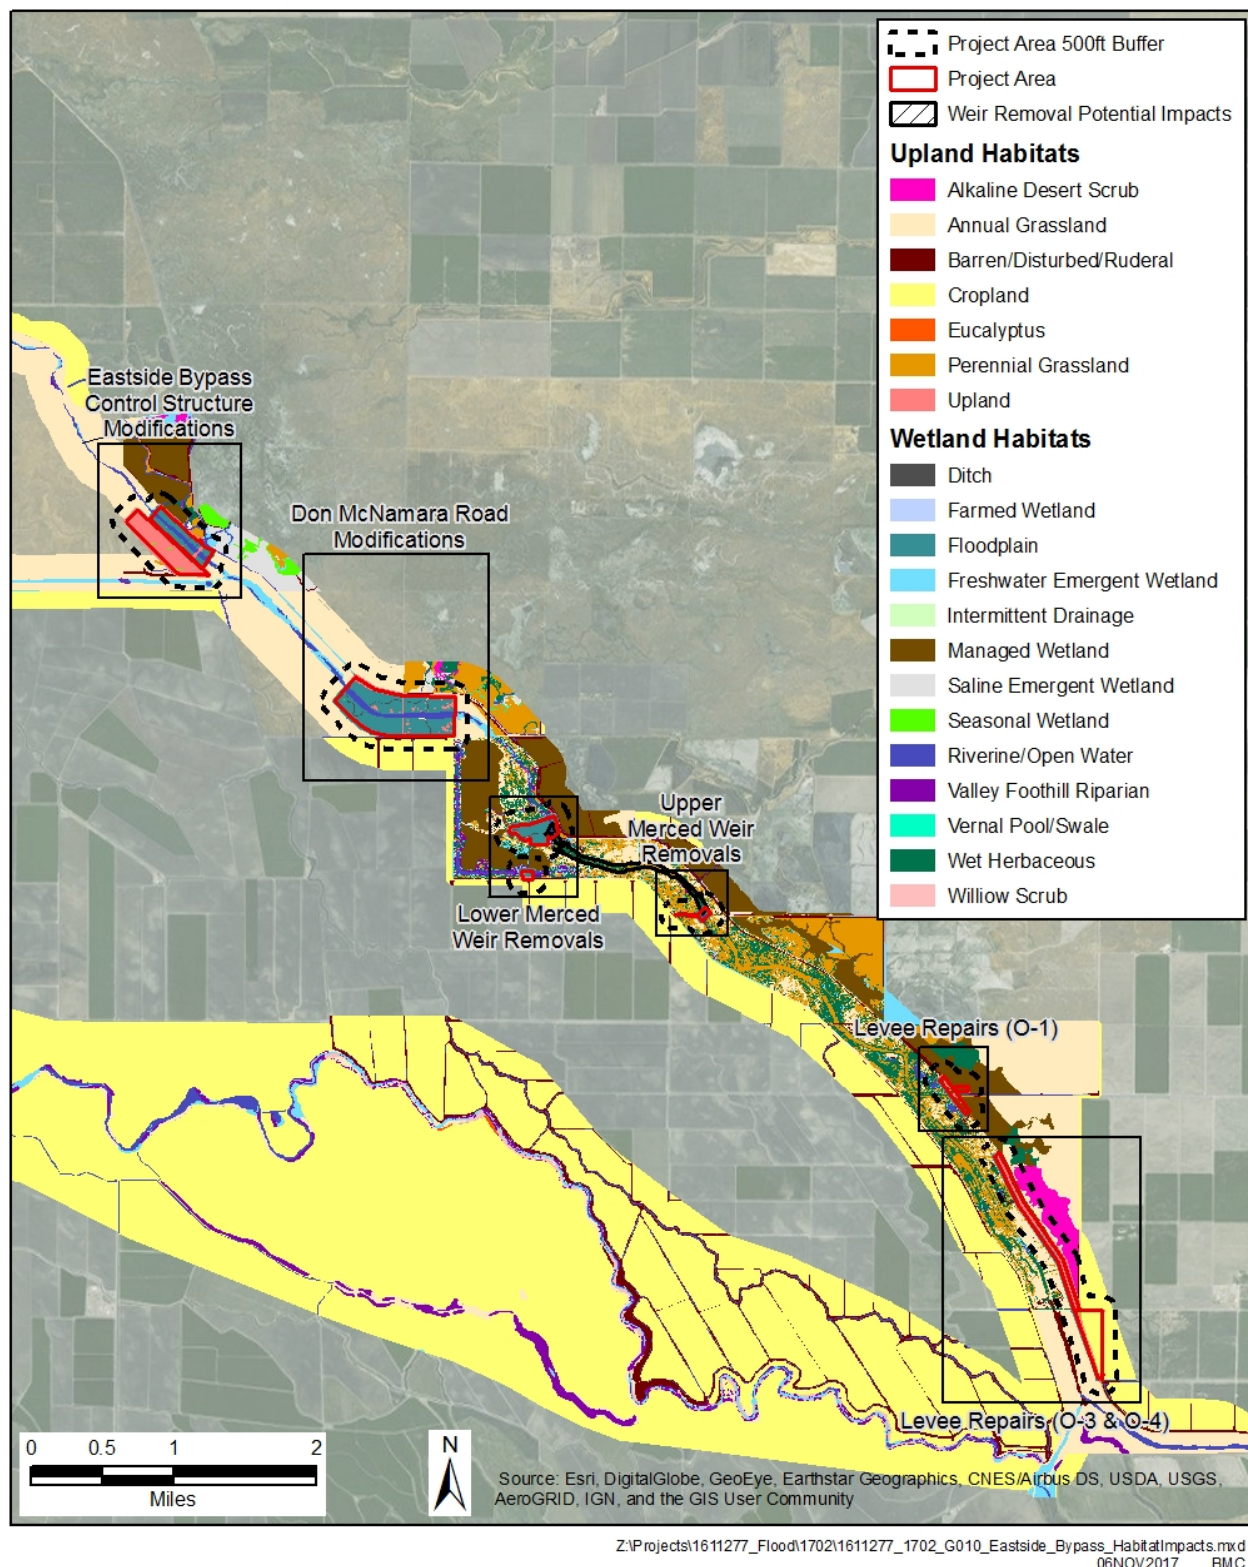 Project Area 500ft Buffer
Project Area
Weir Removal Potential Impacts
Upland Habitats
Alkaline Desert Scrub
Annual Grassland
Barren/Disturbed/Ruderal
Cropland
Eucalyptus
Perennial Grassland
Upland
Wetland Habitats
Ditch
Farmed Wetland
Floodplain
Freshwater Emergent Wetland
Intermittent Drainage
Managed Wetland
Saline Emergent Wetland
Seasonal Wetland
Riverine/Open Water
Valley Foothill Riparian
Vernal Pool/Swale
Wet Herbaceous
Williow Scrub
Eastside Bypass
Control Structure
Modifications
Don McNamara Road
Modifications
Upper
Merced Weir
Removals
Lower Merced
Weir Removals
Levee Repairs (O-1)
Levee Repairs (O-3 & O-4)
0 0.5 1 2
Miles
N
Source: Esri, DigitalGlobe, GeoEye, Earthstar Geographics, CNES/Airbus DS, USDA, USGS,
AeroGRID, IGN, and the GIS User Community
Z:\Projects\1611277_Flood\1702\1611277_1702_G010_Eastside_Bypass_HabitatImpacts.mxd
06NOV2017 BMC